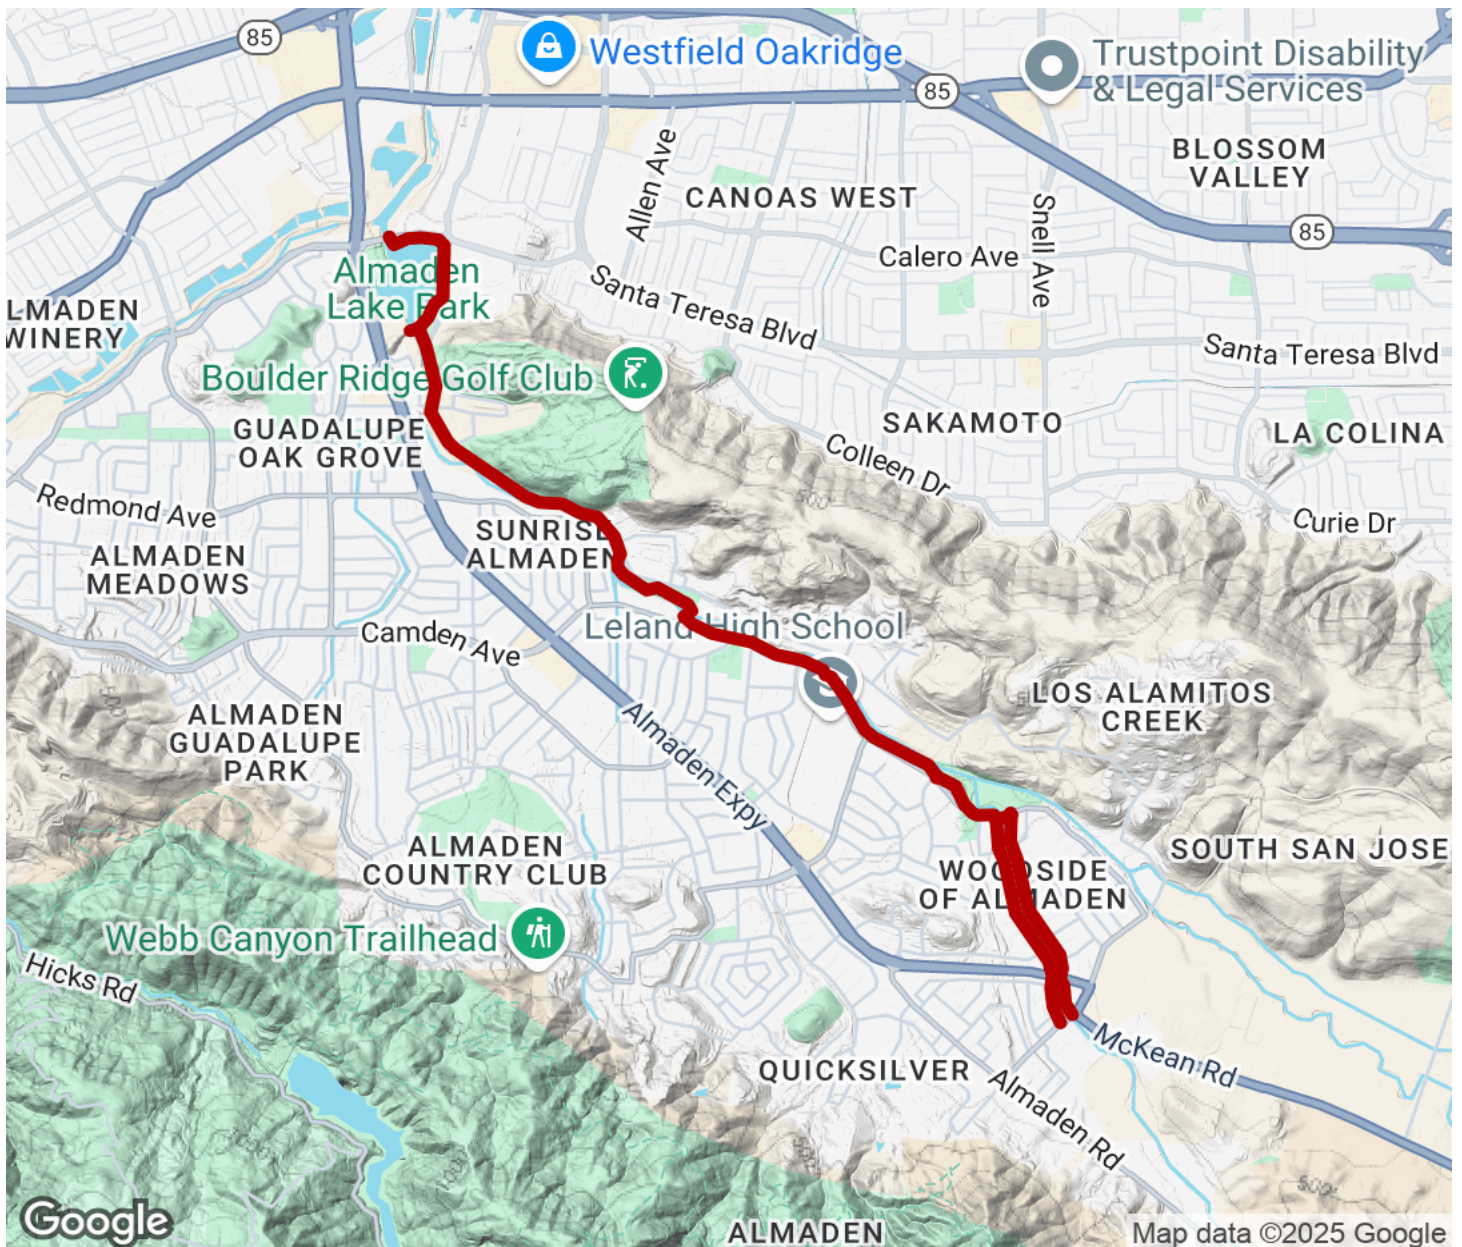 85
Westfield Oakridge
Trustpoint Disability
& Legal Services
85
BLOSSOM
VALLEY
Allen Ave
CANOAS WEST
Snell Ave
85
Calero Ave
Almaden
Lake Park
LMADEN
WINERY
Santa Teresa Blvd
Santa Teresa Blvd
Boulder Ridge Golf Club
GUADALUPE
OAK GROVE
SAKAMOTO
LA COLINA
Colleen Dr
Redmond Ave
Curie Dr
SUNRISE
ALMADEN
ALMADEN
MEADOWS
Camden Ave
Leland High School
LOS ALAMITOS
CREEK
ALMADEN
GUADALUPE
PARK
Almaden Expy
ALMADEN
COUNTRY CLUB
SOUTH SAN JOSE
WOODSIDE
OF ALMADEN
Webb Canyon Trailhead
Hicks Rd
McKean Rd
QUICKSILVER
Almaden Rd
Google
ALMADEN
Map data ©2025 Google